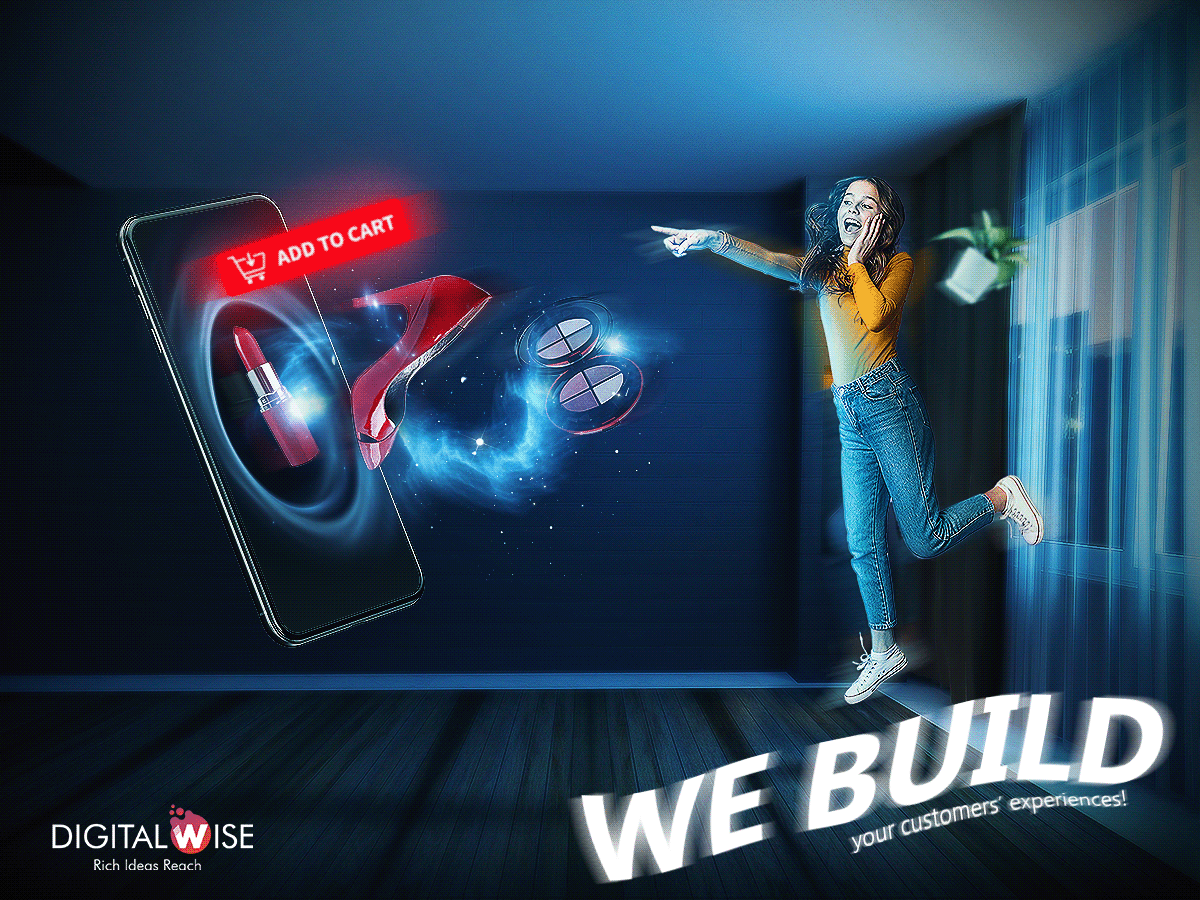 ADD TO CART
WE BUILD
your customers' experiences!
DIGITALWISE
Rich Ideas Reach